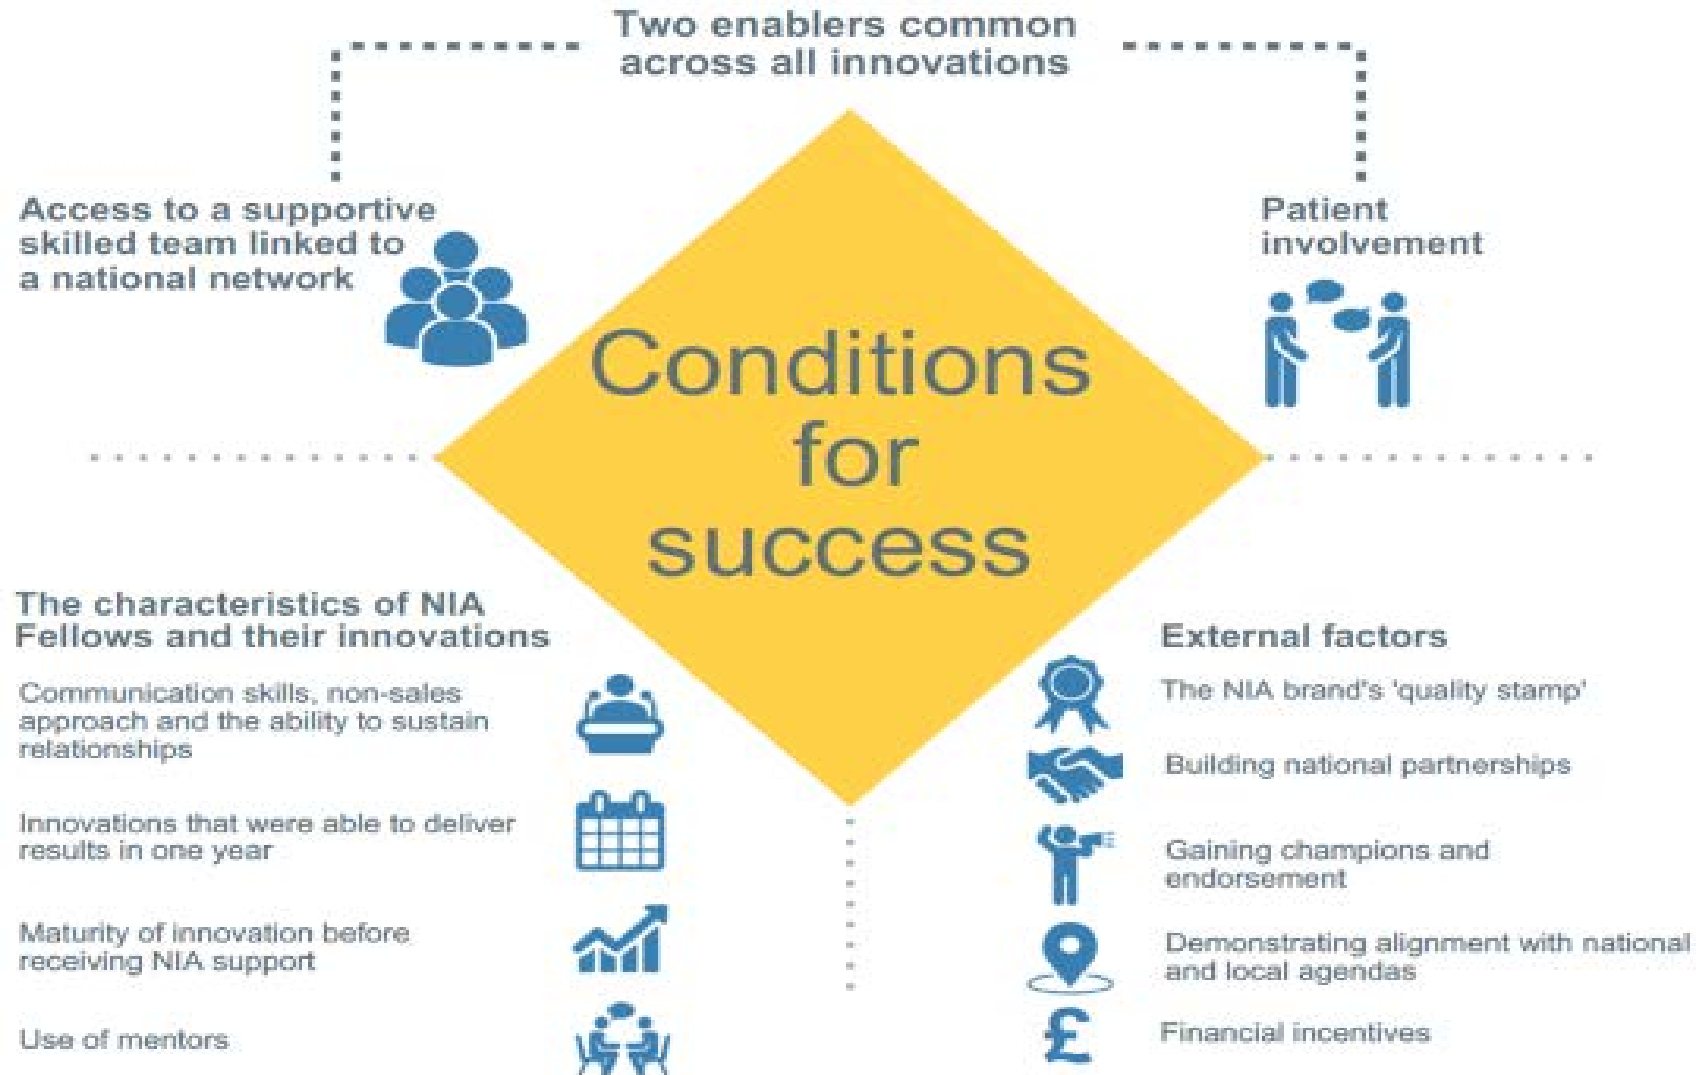 Two enablers common
across all innovations
Access to a supportive
skilled team linked to
a national network
Patient
involvement
Conditions
for
success
The characteristics of NIA
Fellows and their innovations
Communication skills, non-sales
approach and the ability to sustain
relationships
Innovations that were able to deliver
results in one year
Maturity of innovation before
receiving NIA support
Use of mentors
External factors
The NIA brand's 'quality stamp'
Building national partnerships
Gaining champions and
endorsement
Demonstrating alignment with national
and local agendas
£
Financial incentives